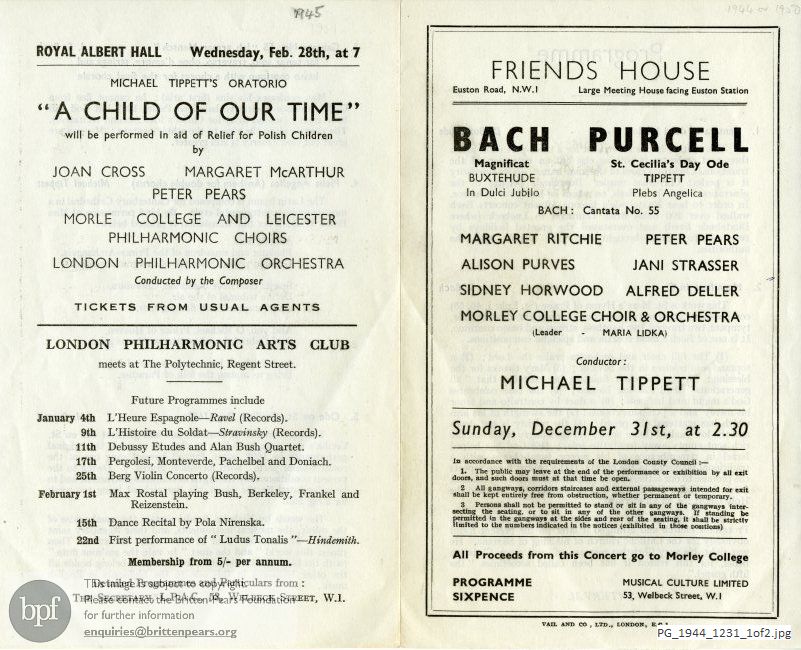 1945
ROYAL ALBERT HALL Wednesday, Feb. 28th, at 7
MICHAEL TIPPETT'S ORATORIO
"A CHILD OF OUR TIME"
will be performed in aid of Relief for Polish Children
by
JOAN CROSS MARGARET McARTHUR
PETER PEARS
MORLE COLLEGE AND LEICESTER
PHILHARMONIC CHOIRS
LONDON PHILHARMONIC ORCHESTRA
Conducted by the Composer
TICKETS FROM USUAL AGENTS
LONDON PHILHARMONIC ARTS CLUB
meets at The Polytechnic, Regent Street.
Future Programmes include
January 4th L'Heure Espagnole—Ravel (Records).
9th L'Histoire du Soldat—Stravinsky (Records).
11th Debussy Etudes and Alan Bush Quartet.
17th Pergolesi, Monteverde, Pachelbel and Doniach.
25th Berg Violin Concerto (Records).
February 1st Max Rostal playing Bush, Berkeley, Frankel and
Reizenstein.
15th Dance Recital by Pola Nirenska.
22nd First performance of "Ludus Tonalis"—Hindemith.
Membership from 5/- per annum.
Detailed Programme and Particulars from :
The Secretary, L.P.A.C., 53, Welbeck Street, W.1.
bpf
This image is subject to copyright.
Please contact the Britten-Pears Foundation
for further information
enquiries@brittenpears.org
1944 or 1950
FRIENDS HOUSE
Euston Road, N.W.1 Large Meeting House facing Euston Station
BACH PURCELL
Magnificat St. Cecilia's Day Ode
BUXTEHUDE TIPPETT
In Dulci Jubilo Plebs Angelica
BACH : Cantata No. 55
MARGARET RITCHIE PETER PEARS
ALISON PURVES JANI STRASSER
SIDNEY HORWOOD ALFRED DELLER
MORLEY COLLEGE CHOIR & ORCHESTRA
(Leader - MARIA LIDKA)
Conductor :
MICHAEL TIPPETT
Sunday, December 31st, at 2.30
In accordance with the requirements of the London County Council :—
1. The public may leave at the end of the performance or exhibition by all exit
doors, and such doors must at that time be open.
2 All gangways, corridors staircases and external passageways intended for exit
shall be kept entirely free from obstruction, whether permanent or temporary.
3 Persons shall not be permitted to stand or sit in any of the gangways inter-
secting the seating, or to sit in any of the other gangways. If standing be
permitted in the gangways at the sides and rear of the seating, it shall be strictly
limited to the numbers indicated in the notices (exhibited in those positions)
All Proceeds from this Concert go to Morley College
PROGRAMME MUSICAL CULTURE LIMITED
SIXPENCE 53, Welbeck Street, W.1
VAIL AND CO., LTD., LONDON, E.C.1
PG_1944_1231_1of2.jpg